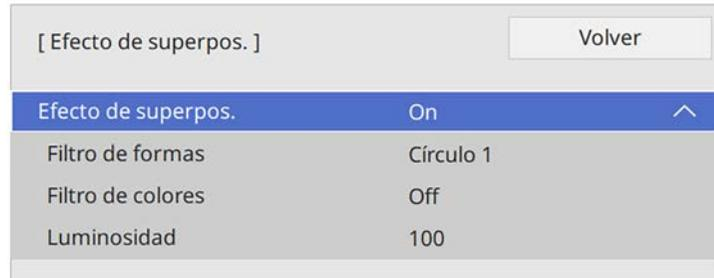 [ Efecto de superpos. ]
Volver
Efecto de superpos. On
Filtro de formas Círculo 1
Filtro de colores Off
Luminosidad 100